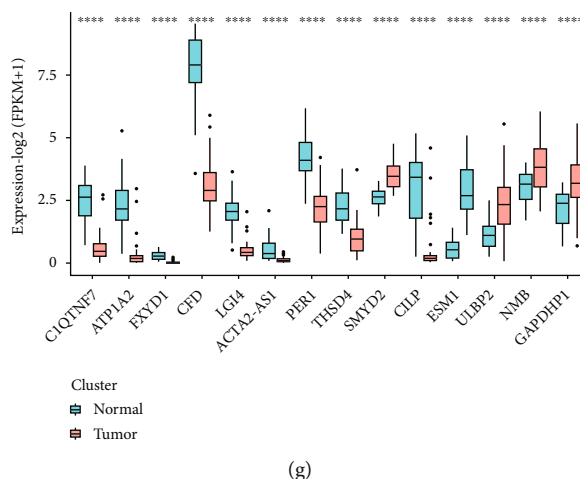 **** **** **** **** **** **** **** **** **** **** **** **** **** ****
Expression-log2 (FPKM+1)
7.5
5
2.5
0
C1QTNF7
ATP1A2
FXYD1
CFD
LGI4
ACTA2-AS1
PER1
THSD4
SMYD2
CILP
ESM1
ULBP2
NMB
GAPDHP1
Cluster
Normal
Tumor
(g)